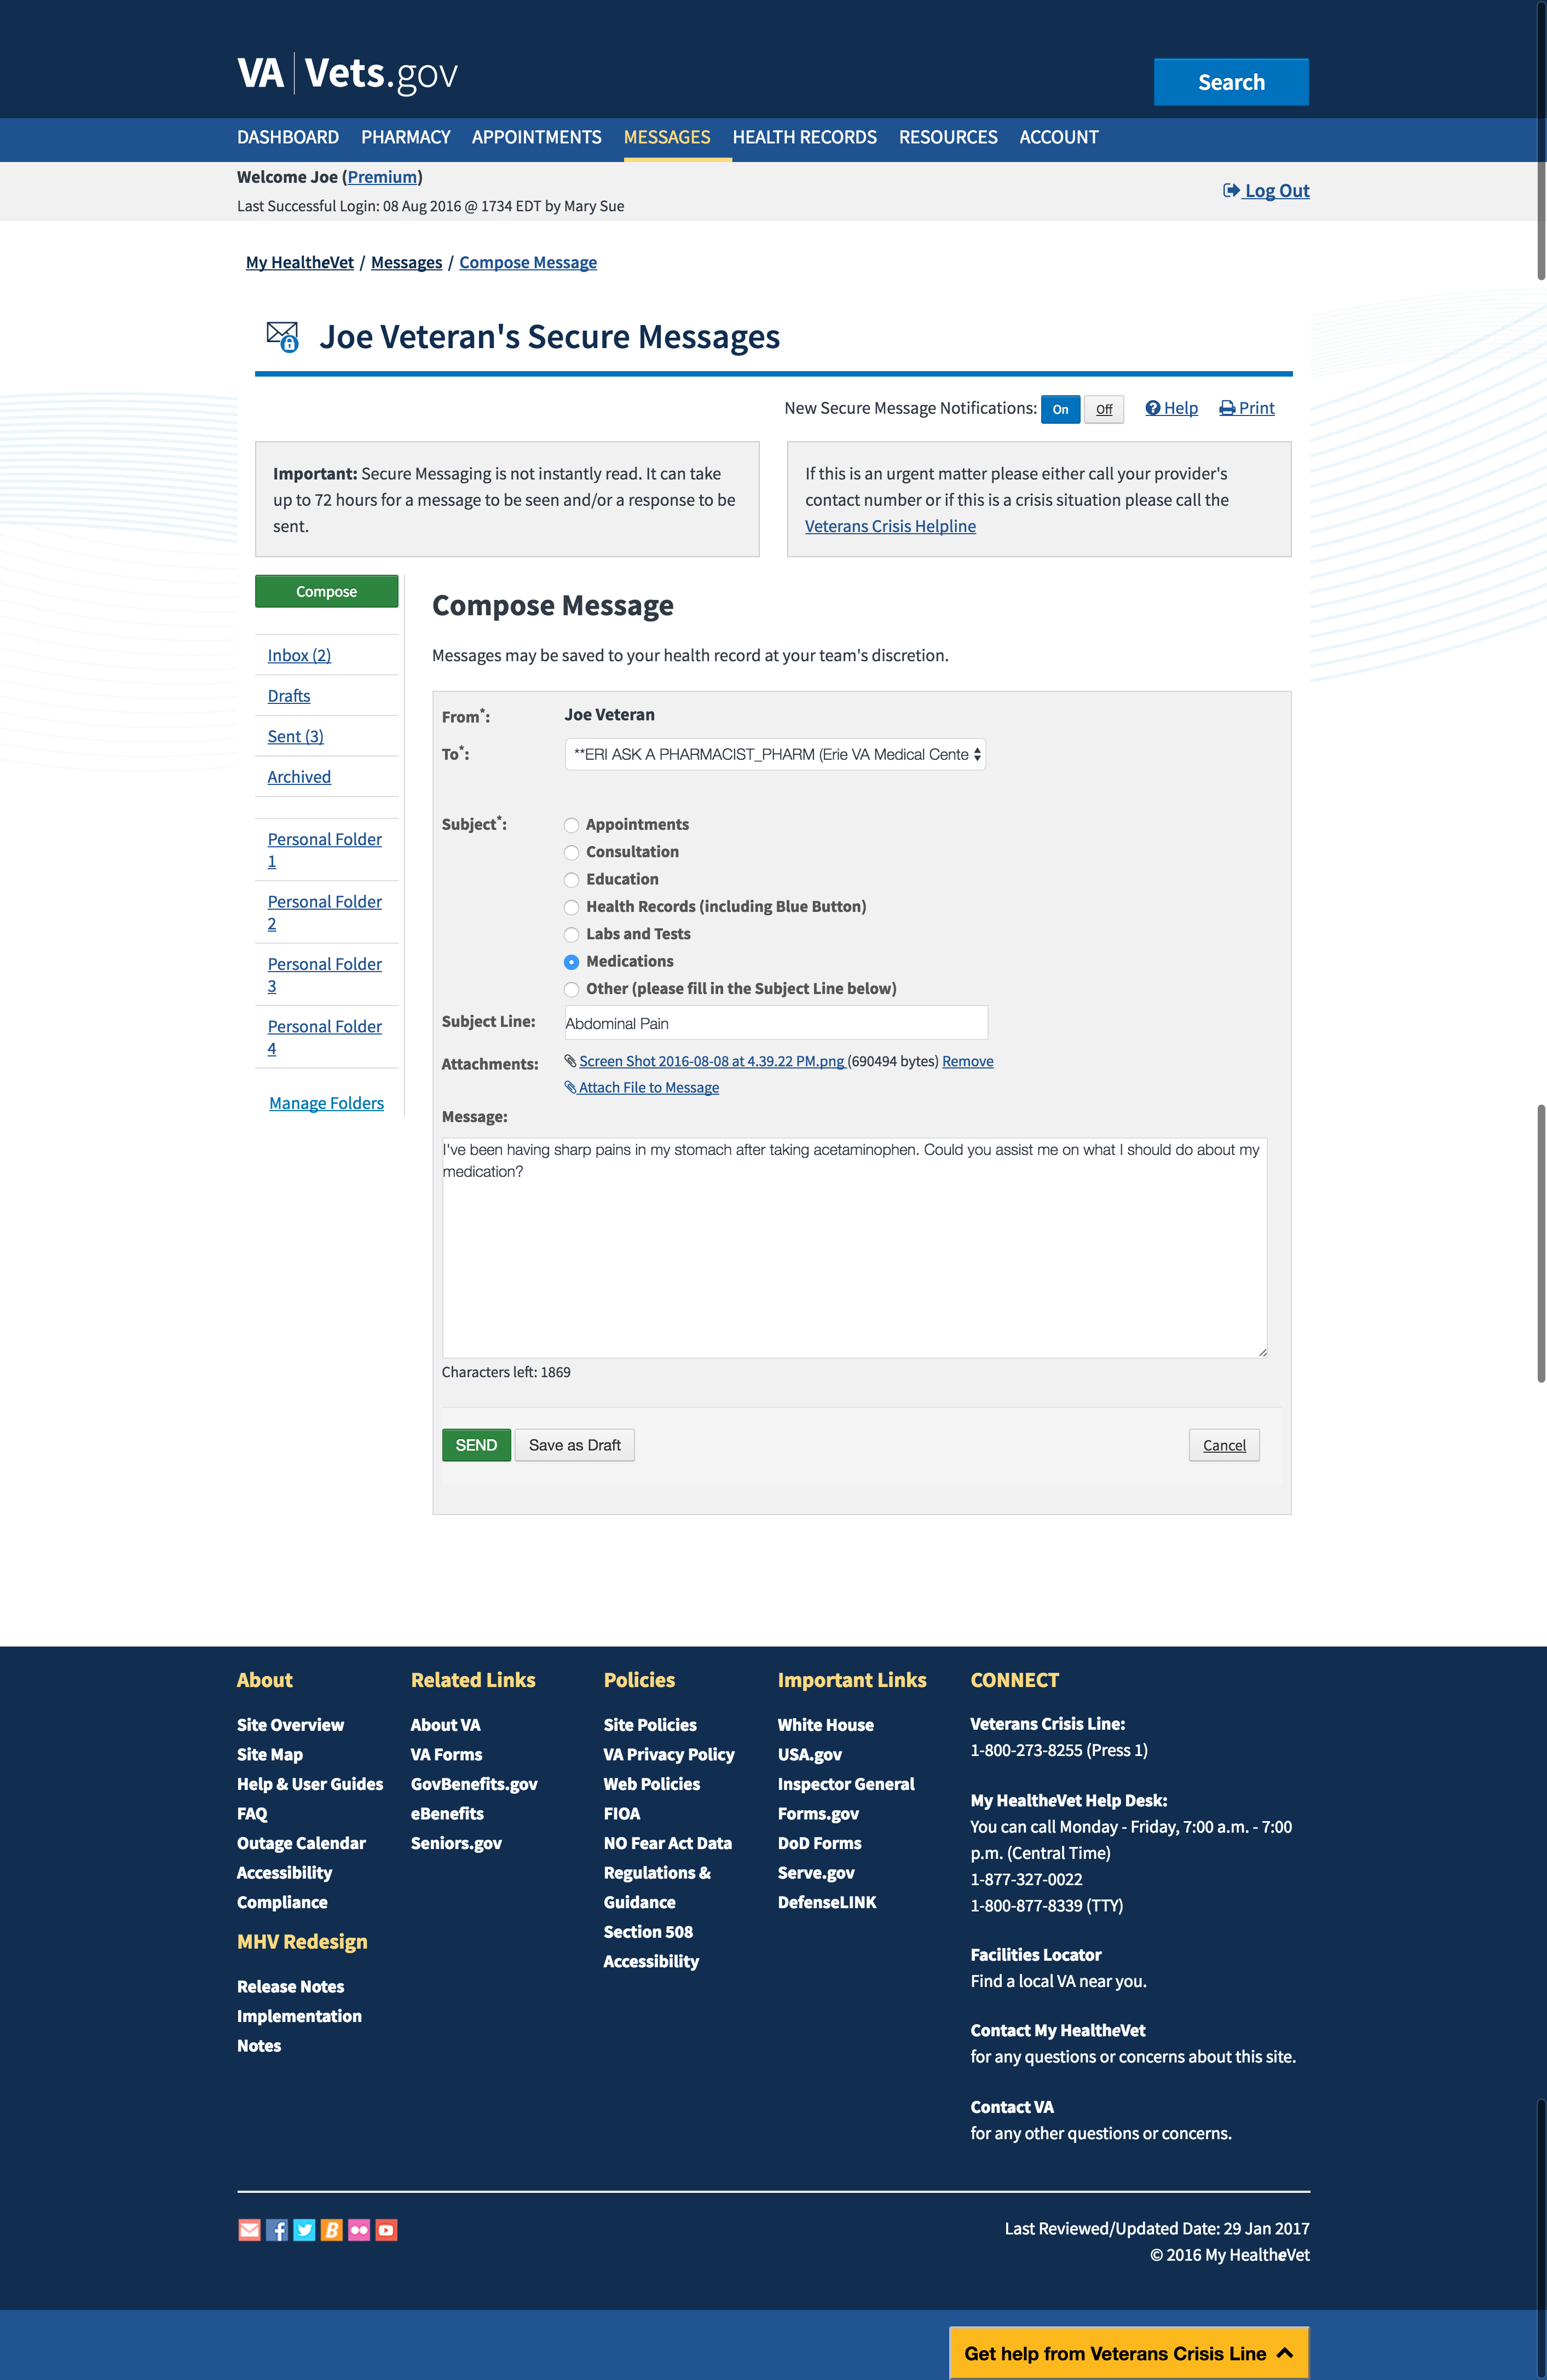 VA | Vets.gov
Search
DASHBOARD PHARMACY APPOINTMENTS MESSAGES HEALTH RECORDS RESOURCES ACCOUNT
Welcome Joe (Premium)
Last Successful Login: 08 Aug 2016 @ 1734 EDT by Mary Sue
Log Out
My HealtheVet / Messages / Compose Message
Joe Veteran's Secure Messages
New Secure Message Notifications: On Off Help Print
Important: Secure Messaging is not instantly read. It can take
up to 72 hours for a message to be seen and/or a response to be
sent.
If this is an urgent matter please either call your provider's
contact number or if this is a crisis situation please call the
Veterans Crisis Helpline
Compose
Inbox (2)
Drafts
Sent (3)
Archived
Personal Folder
1
Personal Folder
2
Personal Folder
3
Personal Folder
4
Manage Folders
Compose Message
Messages may be saved to your health record at your team's discretion.
From*: Joe Veteran
To*: **ERI ASK A PHARMACIST_PHARM (Erie VA Medical Cente
Subject*: Appointments
Consultation
Education
Health Records (including Blue Button)
Labs and Tests
Medications
Other (please fill in the Subject Line below)
Subject Line: Abdominal Pain
Attachments: Screen Shot 2016-08-08 at 4.39.22 PM.png (690494 bytes) Remove
Attach File to Message
Message:
I've been having sharp pains in my stomach after taking acetaminophen. Could you assist me on what I should do about my
medication?
Characters left: 1869
SEND Save as Draft Cancel
About
Site Overview
Site Map
Help & User Guides
FAQ
Outage Calendar
Accessibility
Compliance
MHV Redesign
Release Notes
Implementation
Notes
Related Links
About VA
VA Forms
GovBenefits.gov
eBenefits
Seniors.gov
Policies
Site Policies
VA Privacy Policy
Web Policies
FIOA
NO Fear Act Data
Regulations &
Guidance
Section 508
Accessibility
Important Links
White House
USA.gov
Inspector General
Forms.gov
DoD Forms
Serve.gov
DefenseLINK
CONNECT
Veterans Crisis Line:
1-800-273-8255 (Press 1)
My HealtheVet Help Desk:
You can call Monday - Friday, 7:00 a.m. - 7:00
p.m. (Central Time)
1-877-327-0022
1-800-877-8339 (TTY)
Facilities Locator
Find a local VA near you.
Contact My HealtheVet
for any questions or concerns about this site.
Contact VA
for any other questions or concerns.
Last Reviewed/Updated Date: 29 Jan 2017
© 2016 My HealtheVet
Get help from Veterans Crisis Line